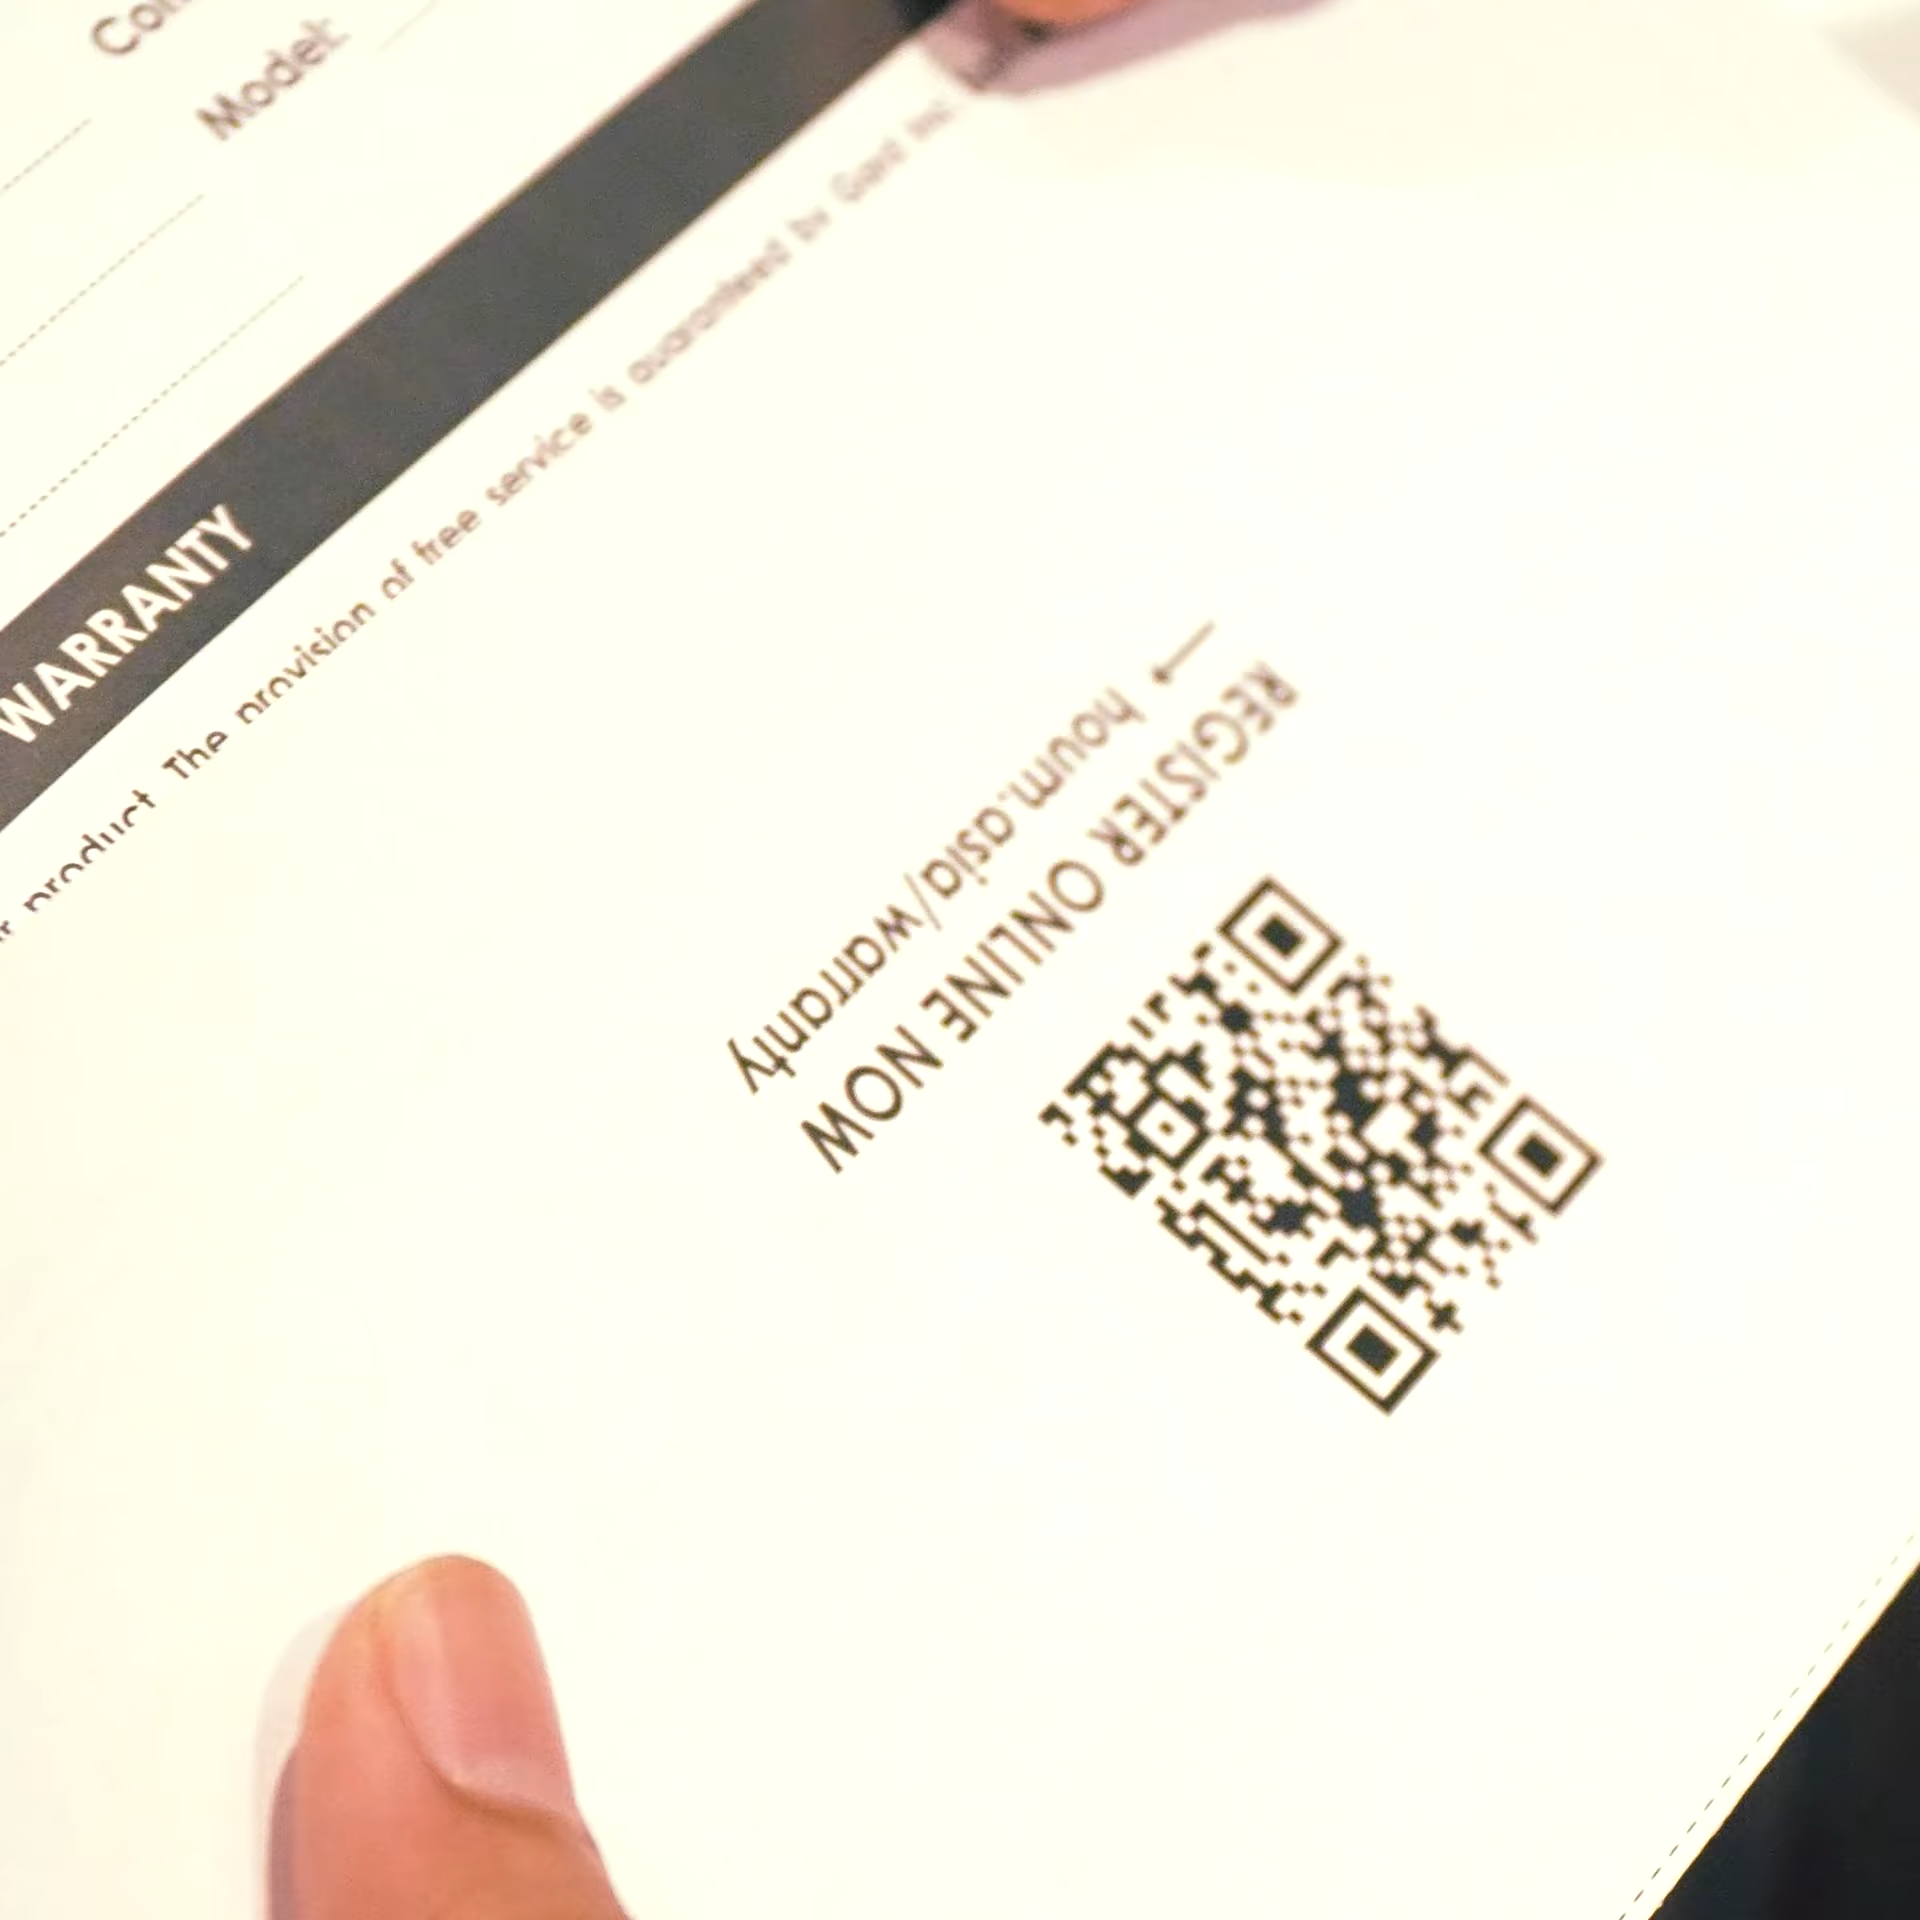 Model:
WARRANTY
product. The provision of free service is guaranteed by
REGISTER ONLINE NOW
houm.asia/warranty